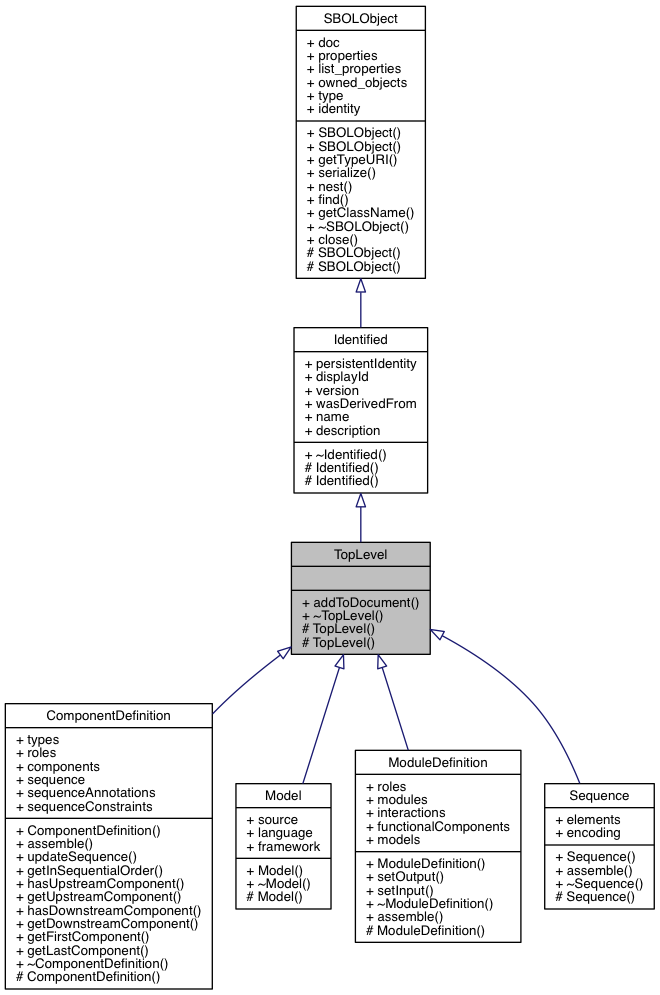 SBOLObject
+ doc
+ properties
+ list_properties
+ owned_objects
+ type
+ identity
+ SBOLObject()
+ SBOLObject()
+ getTypeURI()
+ serialize()
+ nest()
+ find()
+ getClassName()
+ ~SBOLObject()
+ close()
# SBOLObject()
# SBOLObject()
Identified
+ persistentIdentity
+ displayId
+ version
+ wasDerivedFrom
+ name
+ description
+ ~Identified()
# Identified()
# Identified()
TopLevel
+ addToDocument()
+ ~TopLevel()
# TopLevel()
# TopLevel()
ComponentDefinition
+ types
+ roles
+ components
+ sequence
+ sequenceAnnotations
+ sequenceConstraints
+ ComponentDefinition()
+ assemble()
+ updateSequence()
+ getInSequentialOrder()
+ hasUpstreamComponent()
+ getUpstreamComponent()
+ hasDownstreamComponent()
+ getDownstreamComponent()
+ getFirstComponent()
+ getLastComponent()
+ ~ComponentDefinition()
# ComponentDefinition()
Model
+ source
+ language
+ framework
+ Model()
+ ~Model()
# Model()
ModuleDefinition
+ roles
+ modules
+ interactions
+ functionalComponents
+ models
+ ModuleDefinition()
+ setOutput()
+ setInput()
+ ~ModuleDefinition()
+ assemble()
# ModuleDefinition()
Sequence
+ elements
+ encoding
+ Sequence()
+ assemble()
+ ~Sequence()
# Sequence()